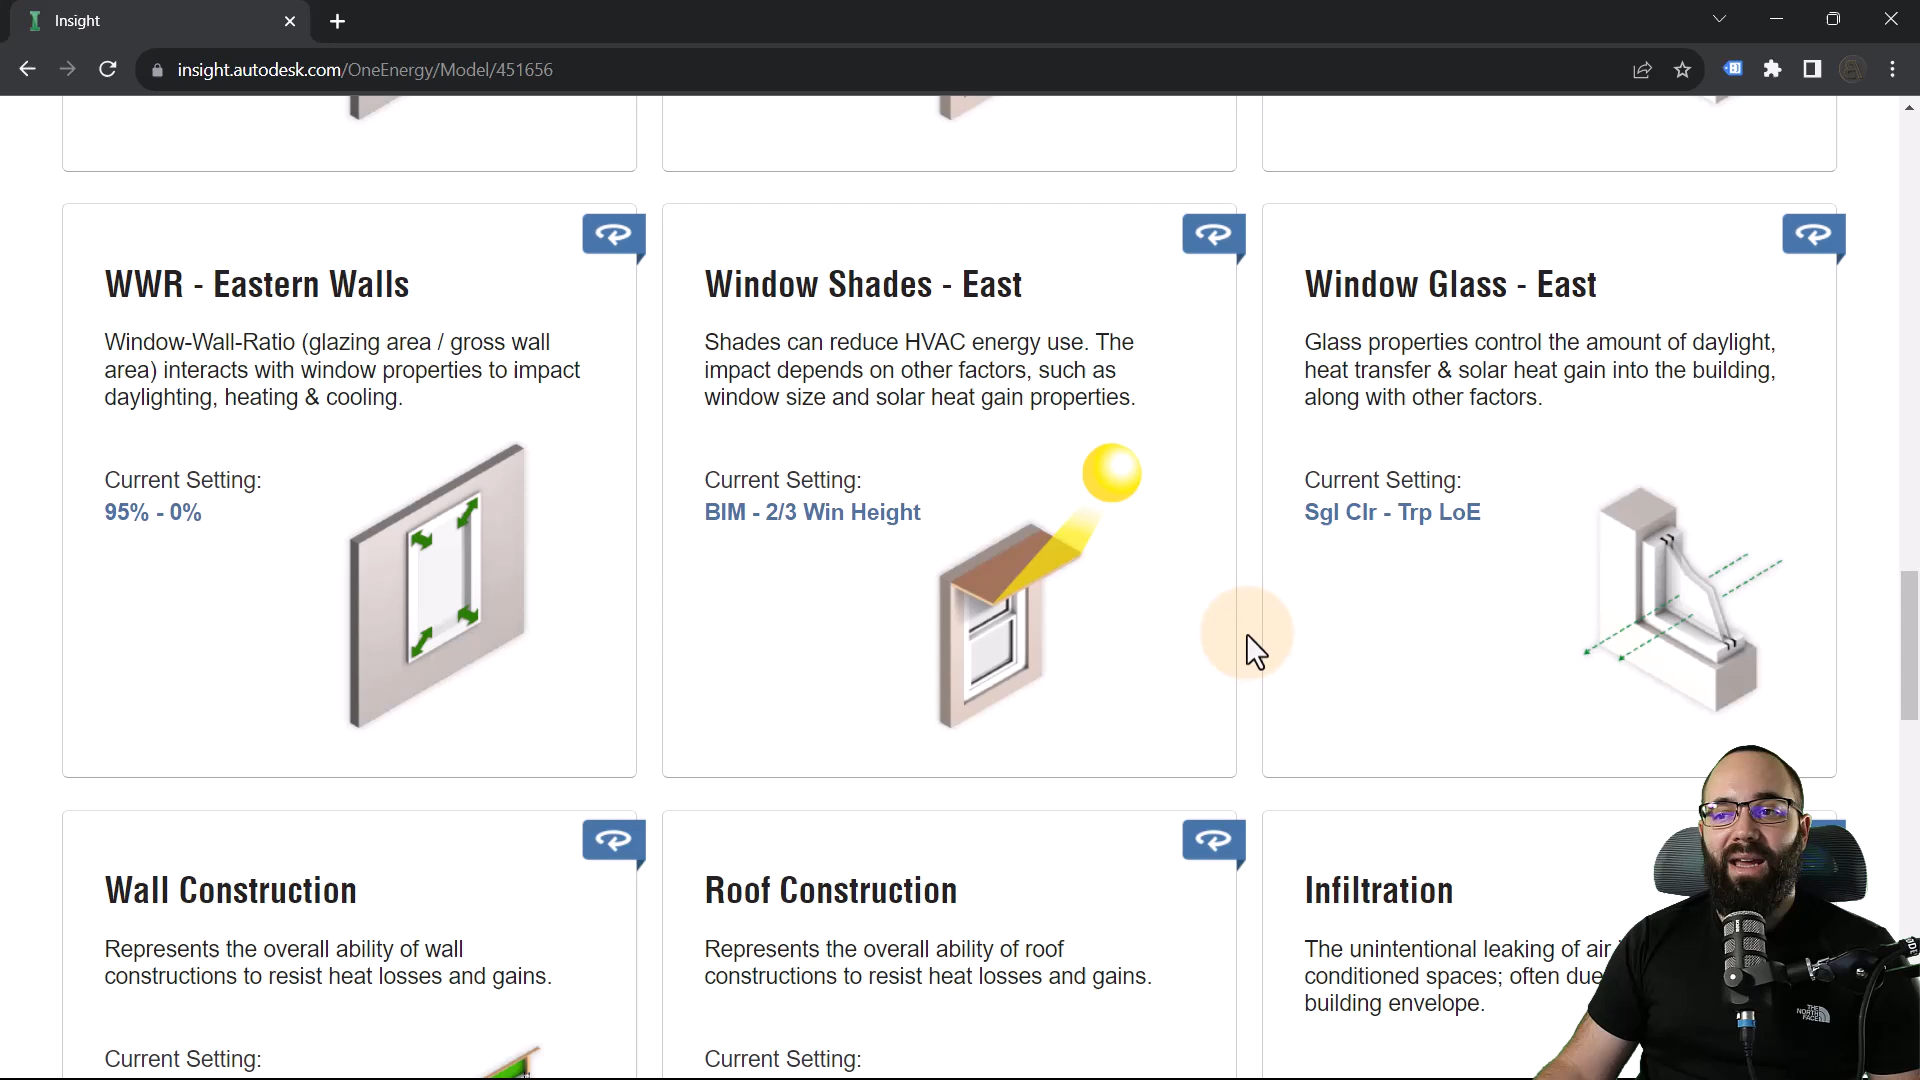 Insight
insight.autodesk.com/OneEnergy/Model/451656
WWR - Eastern Walls
Window-Wall-Ratio (glazing area / gross wall
area) interacts with window properties to impact
daylighting, heating & cooling.
Current Setting:
95% - 0%
Window Shades - East
Shades can reduce HVAC energy use. The
impact depends on other factors, such as
window size and solar heat gain properties.
Current Setting:
BIM - 2/3 Win Height
Window Glass - East
Glass properties control the amount of daylight,
heat transfer & solar heat gain into the building,
along with other factors.
Current Setting:
Sgl Clr - Trp LoE
Wall Construction
Represents the overall ability of wall
constructions to resist heat losses and gains.
Current Setting:
Roof Construction
Represents the overall ability of roof
constructions to resist heat losses and gains.
Current Setting:
Infiltration
The unintentional leaking of air
conditioned spaces; often due
building envelope.
THE
NORTH
FACE